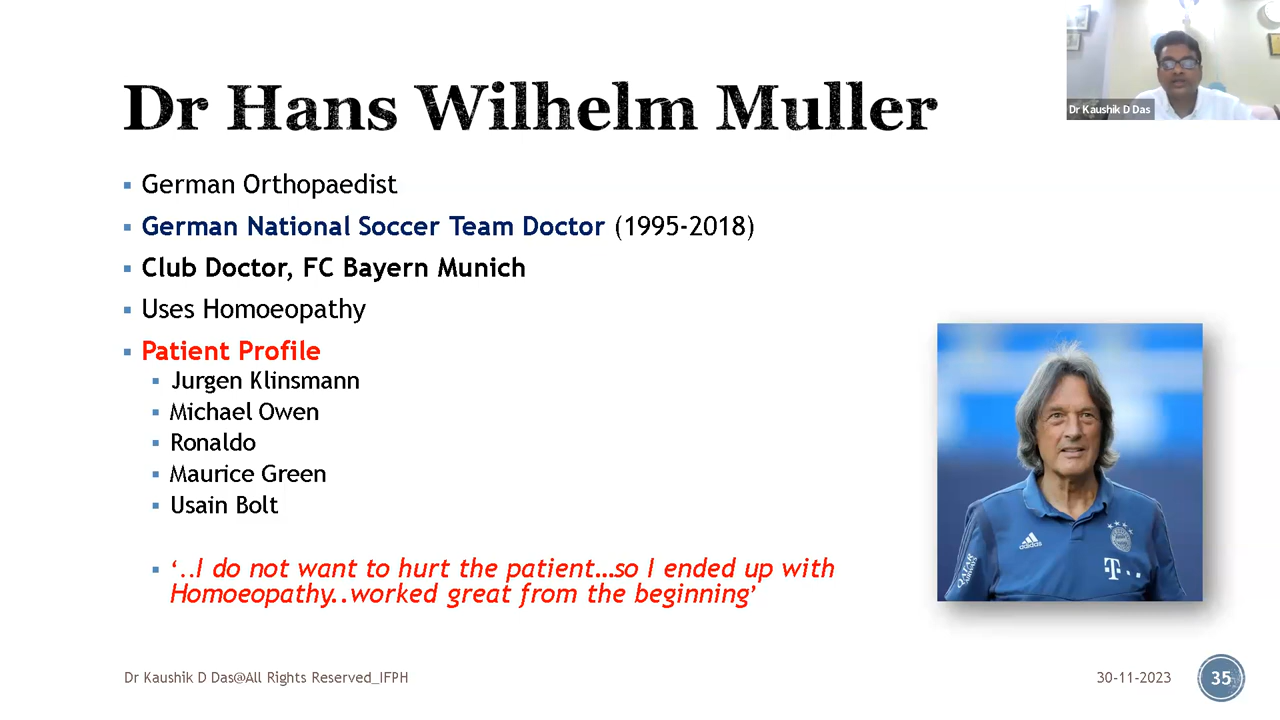 Dr Hans Wilhelm Muller
Dr Kaushik D Das
German Orthopaedist
German National Soccer Team Doctor (1995-2018)
Club Doctor, FC Bayern Munich
Uses Homoeopathy
Patient Profile
Jurgen Klinsmann
Michael Owen
Ronaldo
Maurice Green
Usain Bolt
‘..I do not want to hurt the patient…so I ended up with
Homoeopathy..worked great from the beginning’
adidas
QATAR
AIRWAYS
T
Dr Kaushik D Das@All Rights Reserved_IFPH
30-11-2023
35